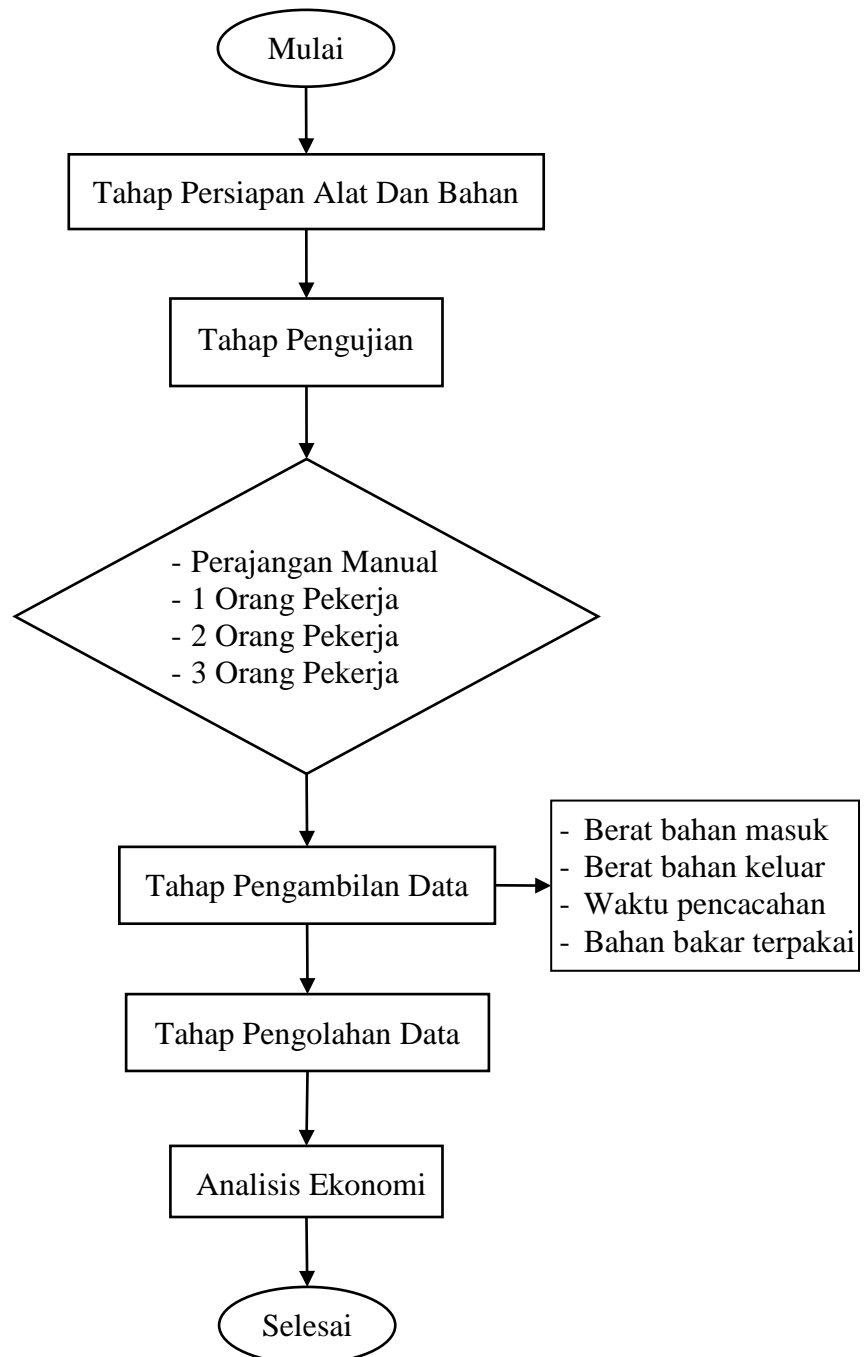 Mulai
Tahap Persiapan Alat Dan Bahan
Tahap Pengujian
- Perajangan Manual
- 1 Orang Pekerja
- 2 Orang Pekerja
- 3 Orang Pekerja
Tahap Pengambilan Data
- Berat bahan masuk
- Berat bahan keluar
- Waktu pencacahan
- Bahan bakar terpakai
Tahap Pengolahan Data
Analisis Ekonomi
Selesai